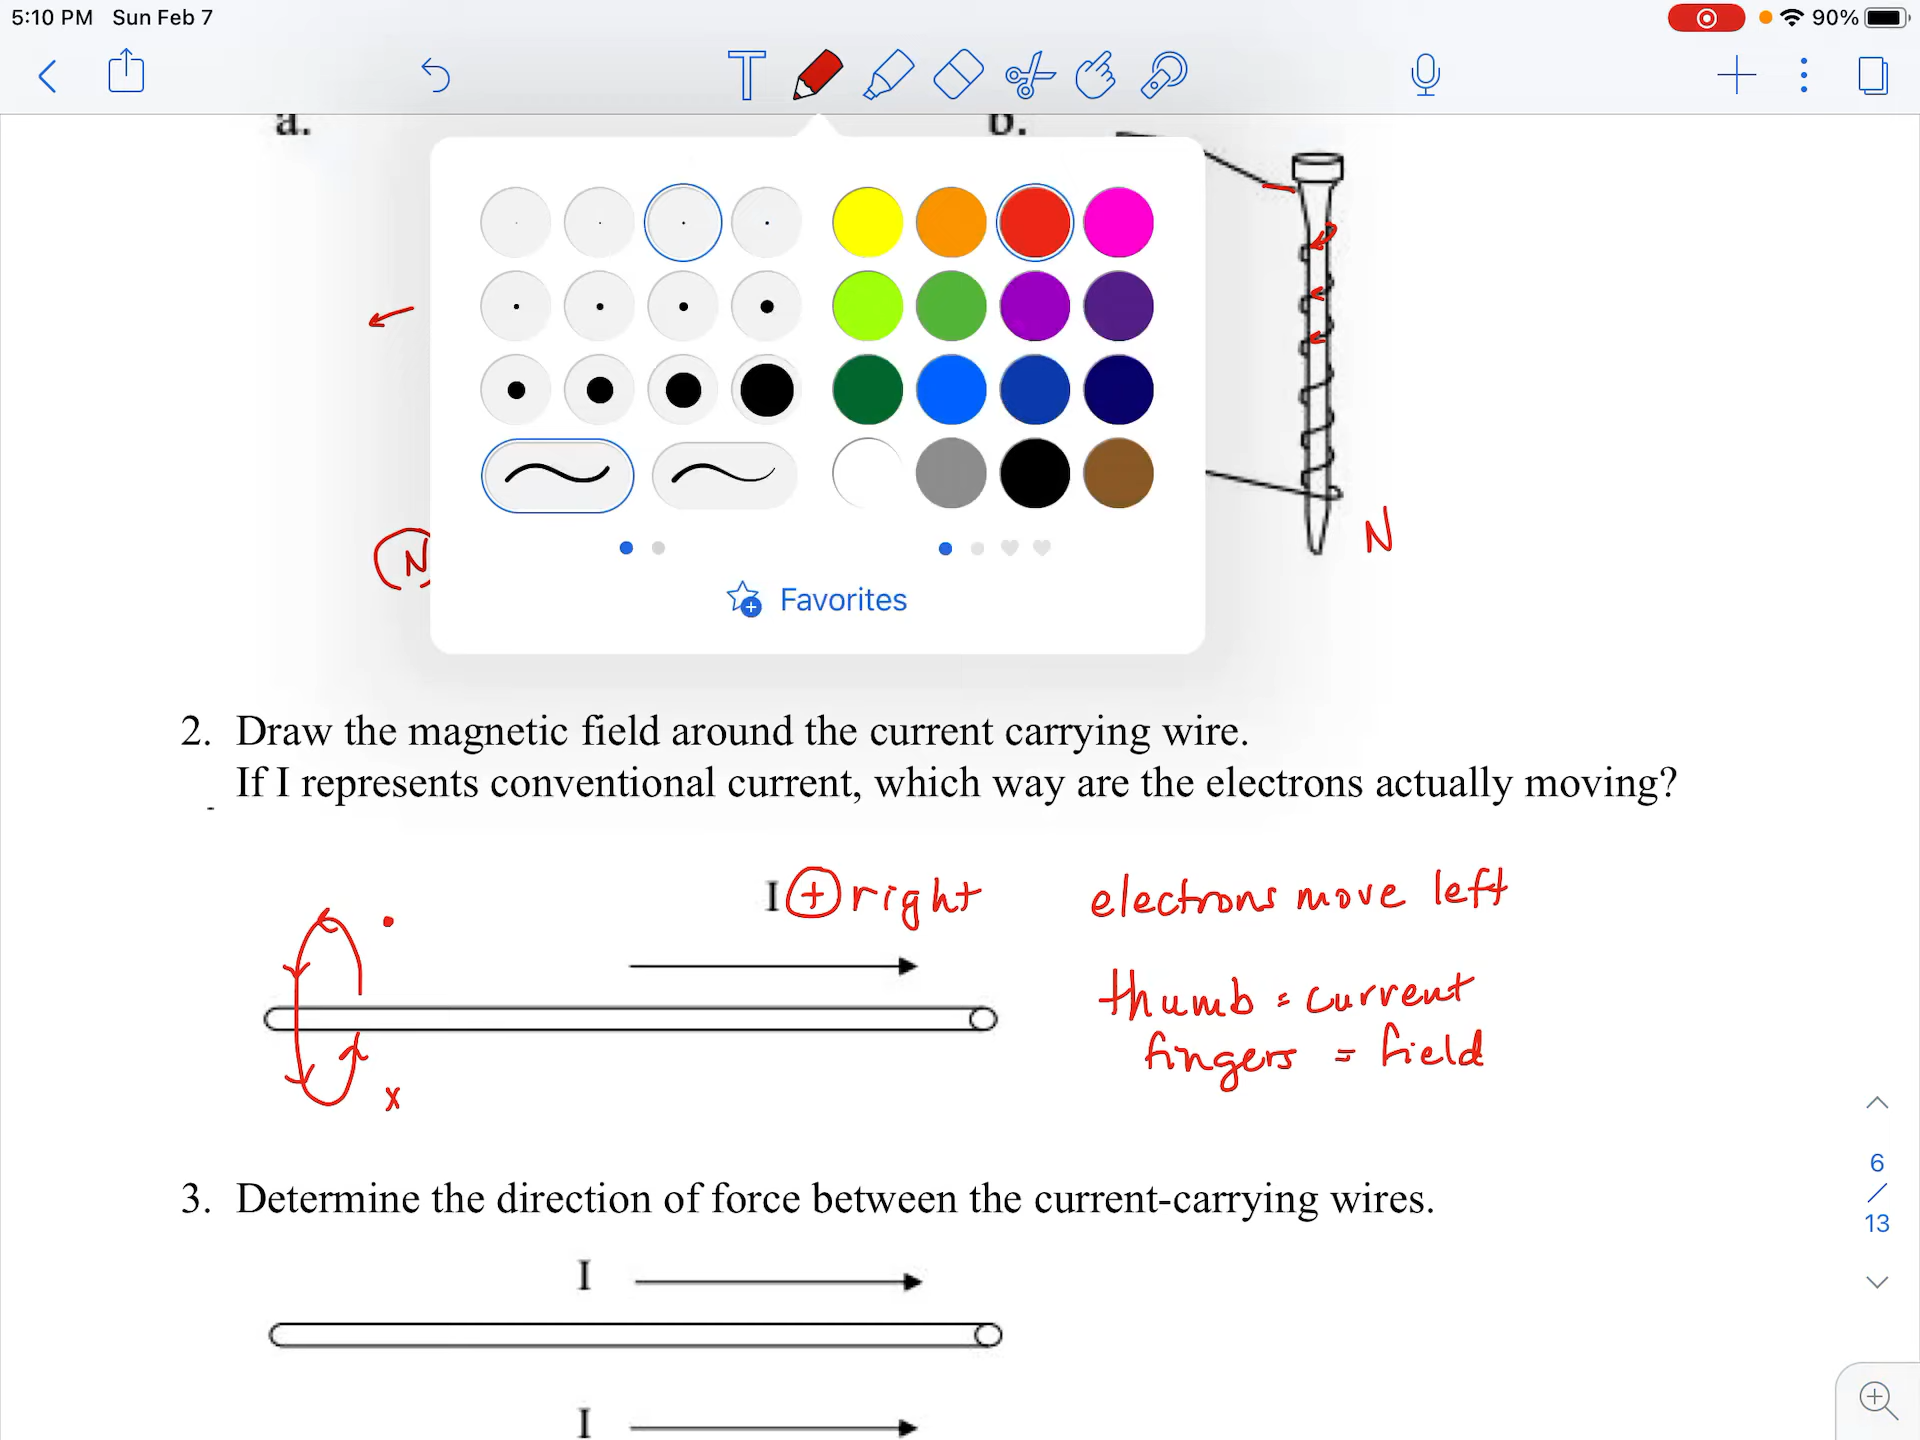 5:10 PM Sun Feb 7
90%
T
a.
b.
N
N
Favorites
2. Draw the magnetic field around the current carrying wire.
If I represents conventional current, which way are the electrons actually moving?
I + right
electrons move left
thumb = current
fingers = field
x
3. Determine the direction of force between the current-carrying wires.
I
I
6
/
13